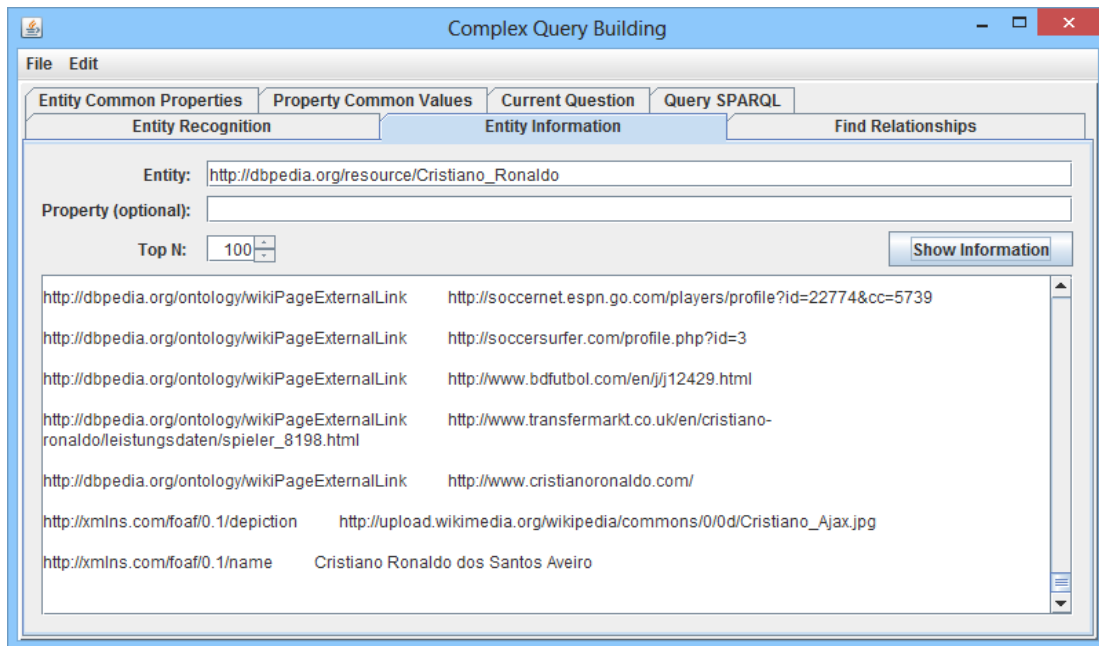 Complex Query Building
File Edit
Entity Common Properties Property Common Values Current Question Query SPARQL
Entity Recognition Entity Information Find Relationships
Entity: http://dbpedia.org/resource/Cristiano_Ronaldo
Property (optional):
Top N: 100 Show Information
http://dbpedia.org/ontology/wikiPageExternalLink http://soccernet.espn.go.com/players/profile?id=22774&cc=5739
http://dbpedia.org/ontology/wikiPageExternalLink http://soccersurfer.com/profile.php?id=3
http://dbpedia.org/ontology/wikiPageExternalLink http://www.bdfutbol.com/en/j/j12429.html
http://dbpedia.org/ontology/wikiPageExternalLink http://www.transfermarkt.co.uk/en/cristiano-
ronaldo/leistungsdaten/spieler_8198.html
http://dbpedia.org/ontology/wikiPageExternalLink http://www.cristianoronaldo.com/
http://xmlns.com/foaf/0.1/depiction http://upload.wikimedia.org/wikipedia/commons/0/0d/Cristiano_Ajax.jpg
http://xmlns.com/foaf/0.1/name Cristiano Ronaldo dos Santos Aveiro